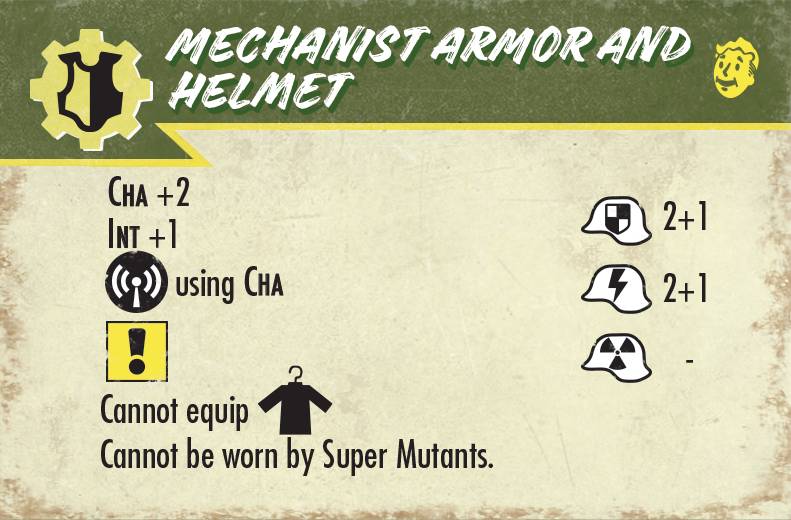 MECHANIST ARMOR AND
HELMET
CHA +2
INT +1
using CHA
!
Cannot equip
Cannot be worn by Super Mutants.
2+1
2+1
-